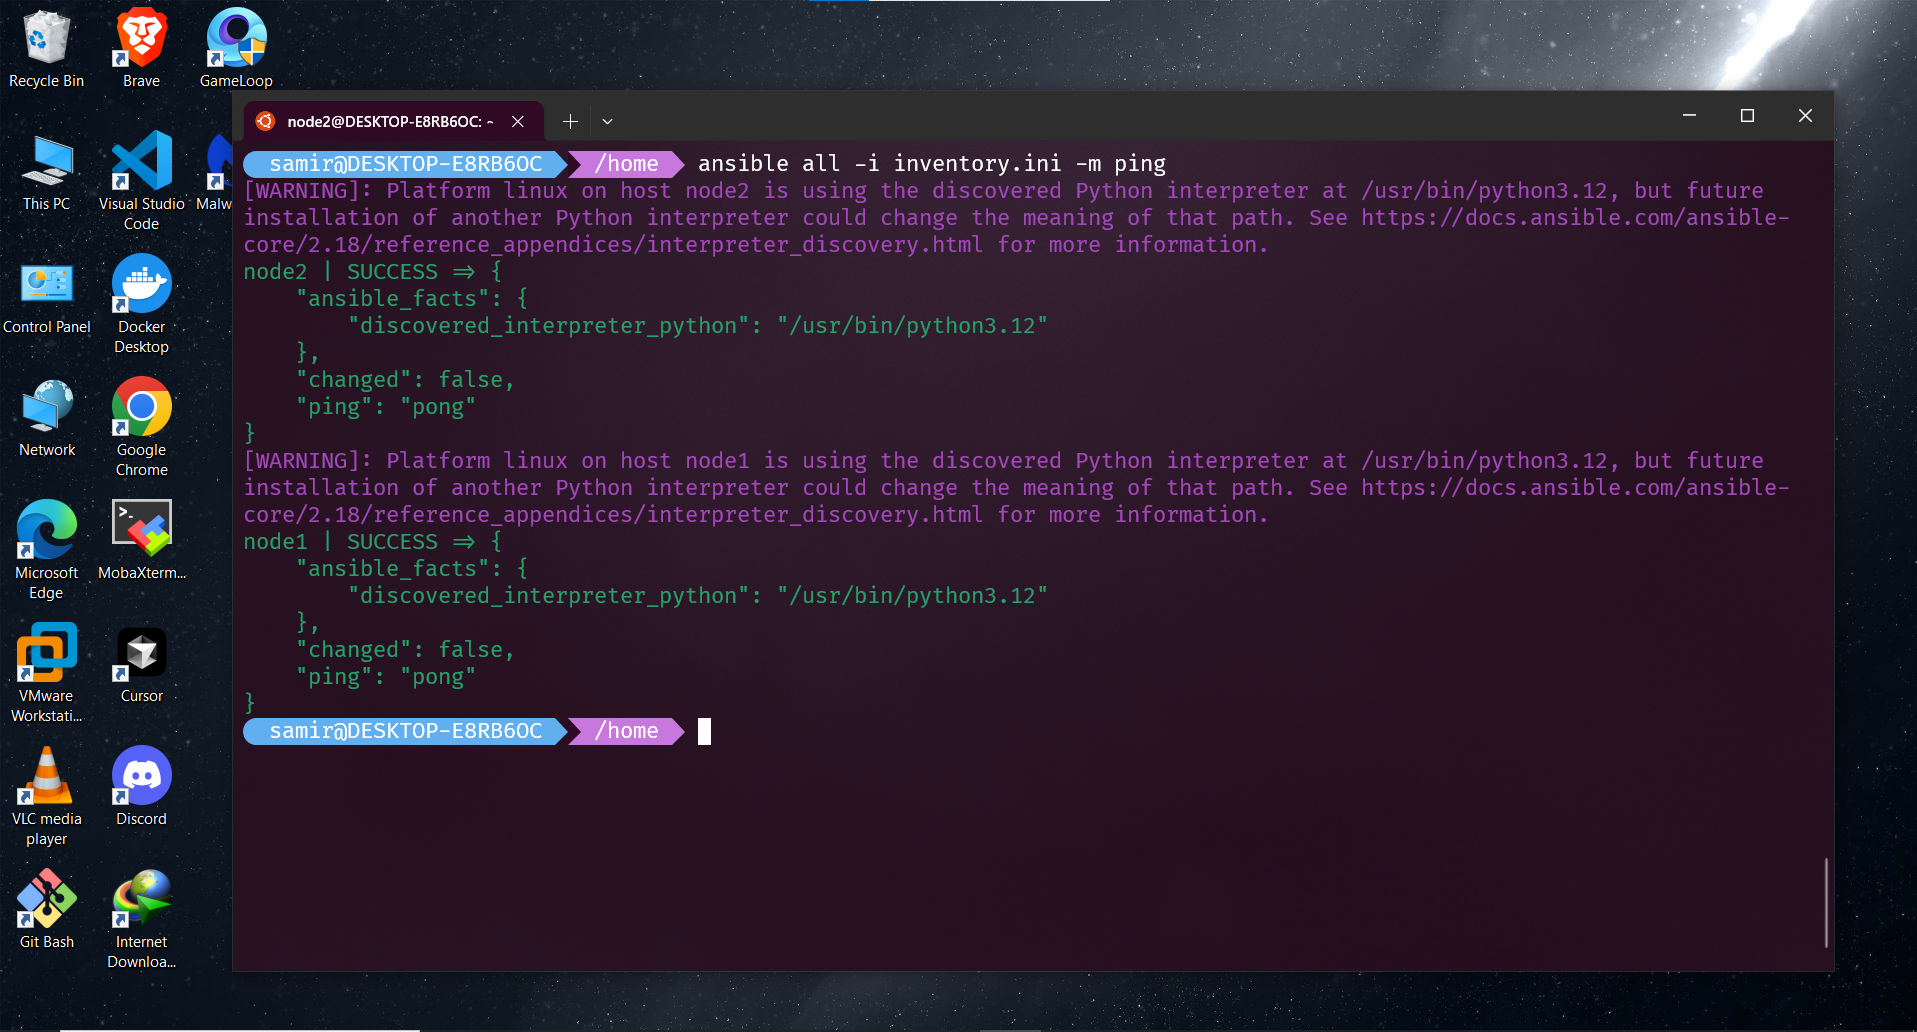 Recycle Bin
Brave
GameLoop
This PC
Visual Studio
Code
Malw
Control Panel
Docker
Desktop
Network
Google
Chrome
Microsoft
Edge
MobaXterm...
VMware
Workstati...
Cursor
VLC media
player
Discord
Git Bash
Internet
Downloa...
node2@DESKTOP-E8RB6OC: ~
samir@DESKTOP-E8RB6OC /home ansible all -i inventory.ini -m ping
[WARNING]: Platform linux on host node2 is using the discovered Python interpreter at /usr/bin/python3.12, but future
installation of another Python interpreter could change the meaning of that path. See https://docs.ansible.com/ansible-
core/2.18/reference_appendices/interpreter_discovery.html for more information.
node2 | SUCCESS => {
    "ansible_facts": {
        "discovered_interpreter_python": "/usr/bin/python3.12"
    },
    "changed": false,
    "ping": "pong"
}
[WARNING]: Platform linux on host node1 is using the discovered Python interpreter at /usr/bin/python3.12, but future
installation of another Python interpreter could change the meaning of that path. See https://docs.ansible.com/ansible-
core/2.18/reference_appendices/interpreter_discovery.html for more information.
node1 | SUCCESS => {
    "ansible_facts": {
        "discovered_interpreter_python": "/usr/bin/python3.12"
    },
    "changed": false,
    "ping": "pong"
}
samir@DESKTOP-E8RB6OC /home